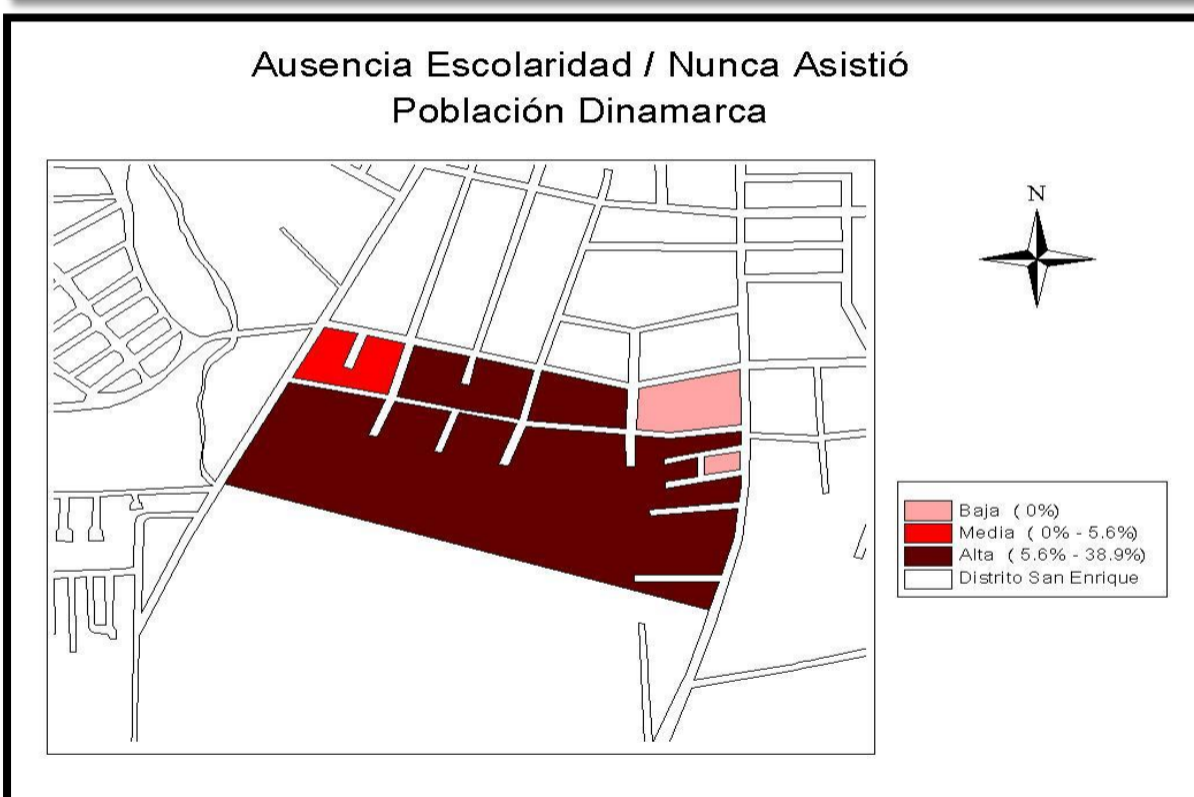 Ausencia Escolaridad / Nunca Asistió
Población Dinamarca
N
Baja ( 0%)
Media ( 0% - 5.6%)
Alta ( 5.6% - 38.9%)
Distrito San Enrique